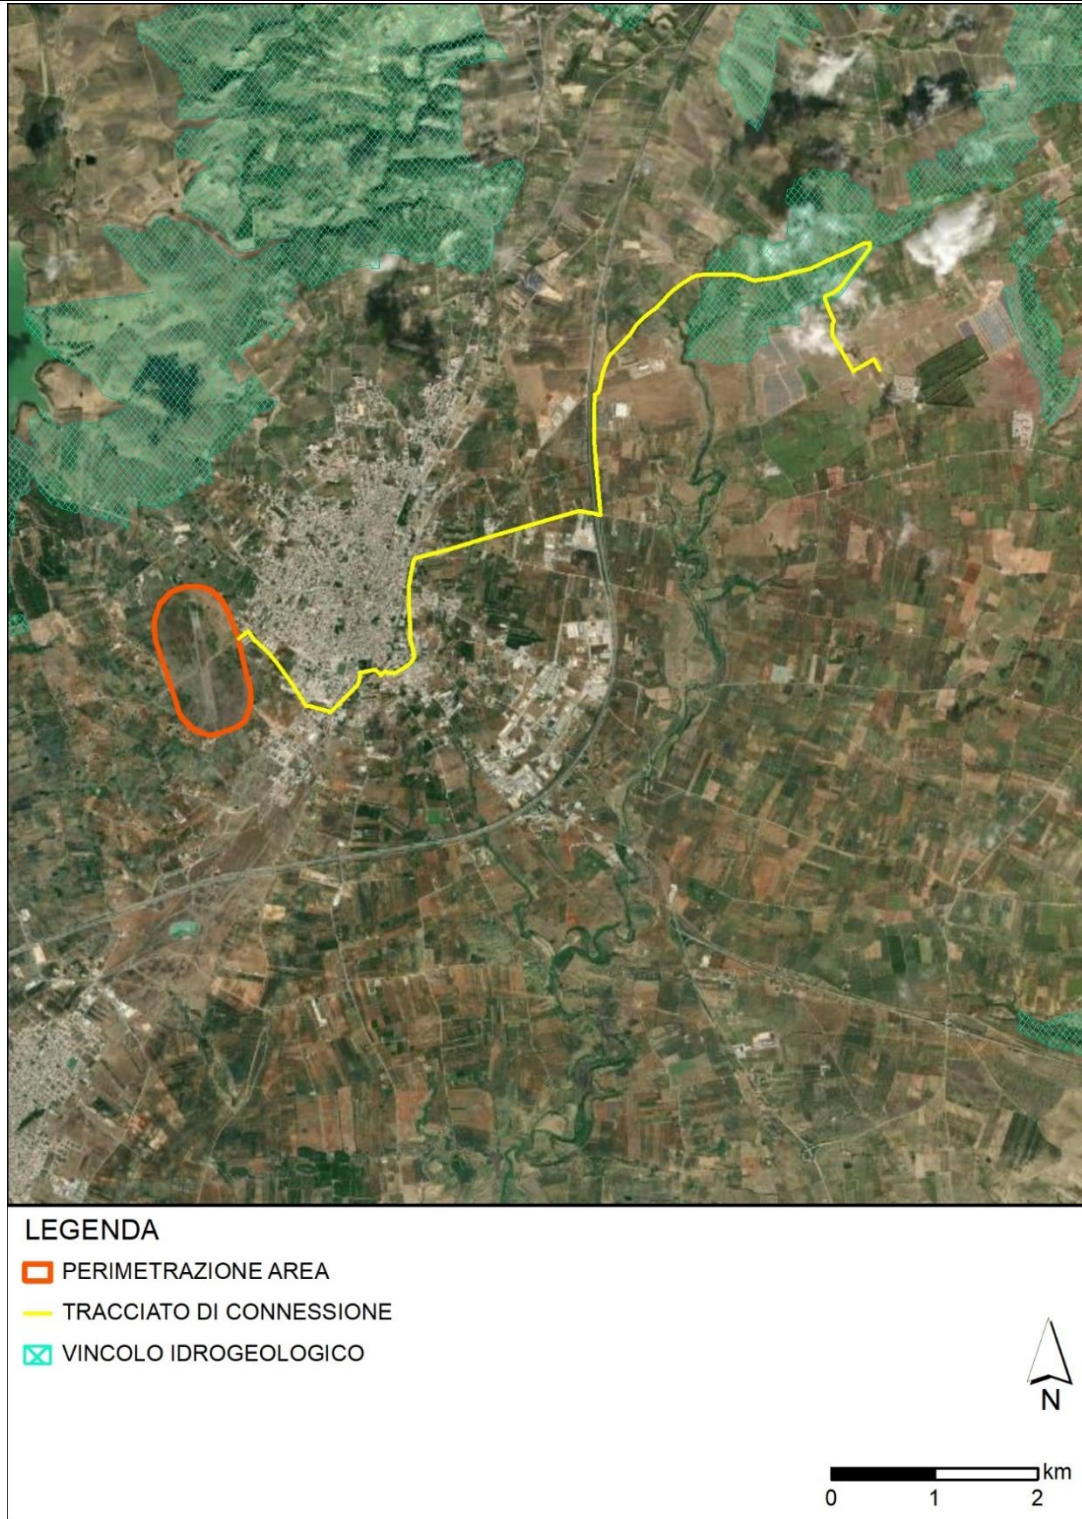 LEGENDA
PERIMETRAZIONE AREA
TRACCIATO DI CONNESSIONE
VINCOLO IDROGEOLOGICO
N
km
0 1 2